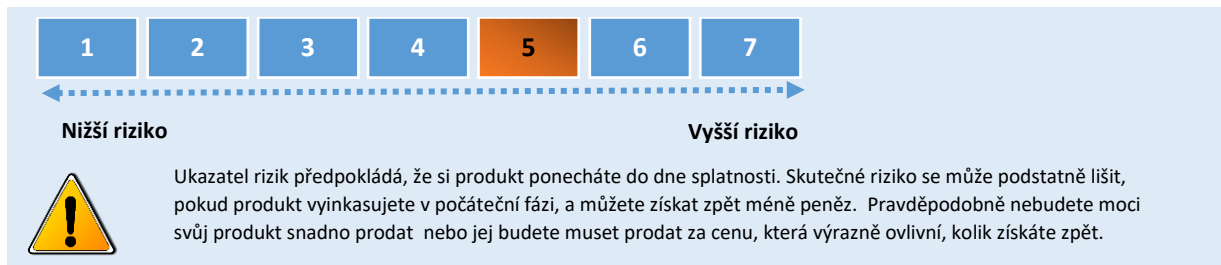 1 2 3 4 5 6 7
Nižší riziko Vyšší riziko
Ukazatel rizik předpokládá, že si produkt ponecháte do dne splatnosti. Skutečné riziko se může podstatně lišit,
pokud produkt vyinkasujete v počáteční fázi, a můžete získat zpět méně peněz.  Pravděpodobně nebudete moci
svůj produkt snadno prodat  nebo jej budete muset prodat za cenu, která výrazně ovlivní, kolik získáte zpět.